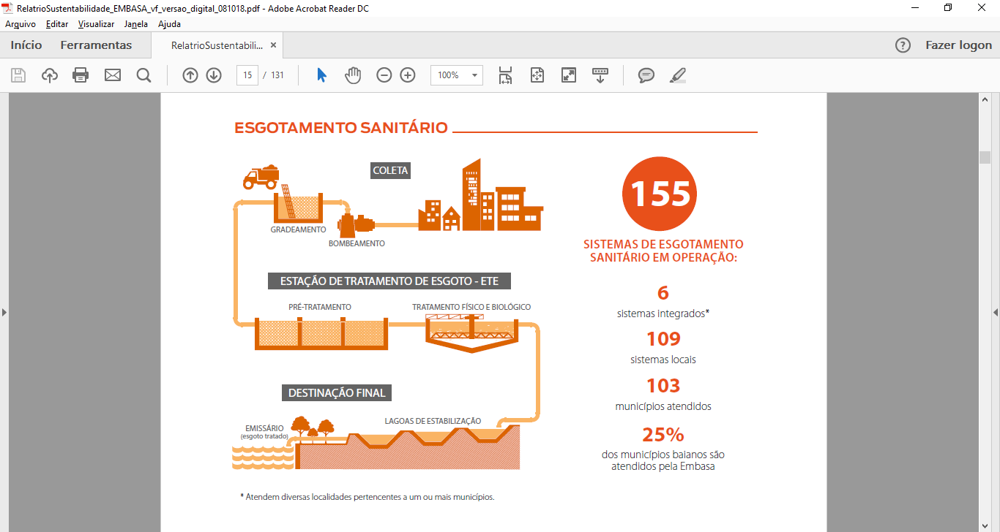 RelatrioSustentabilidade_EMBASA_vf_versao_digital_081018.pdf - Adobe Acrobat Reader DC
Arquivo Editar Visualizar Janela Ajuda
Início Ferramentas RelatrioSustentabili... × ? Fazer logon
15 / 131 100%
ESGOTAMENTO SANITÁRIO
COLETA
GRADEAMENTO
BOMBEAMENTO
ESTAÇÃO DE TRATAMENTO DE ESGOTO - ETE
PRÉ-TRATAMENTO
TRATAMENTO FÍSICO E BIOLÓGICO
DESTINAÇÃO FINAL
LAGOAS DE ESTABILIZAÇÃO
EMISSÁRIO
(esgoto tratado)
155
SISTEMAS DE ESGOTAMENTO
SANITÁRIO EM OPERAÇÃO:
6
sistemas integrados*
109
sistemas locais
103
municípios atendidos
25%
dos municípios baianos são
atendidos pela Embasa
* Atendem diversas localidades pertencentes a um ou mais municípios.